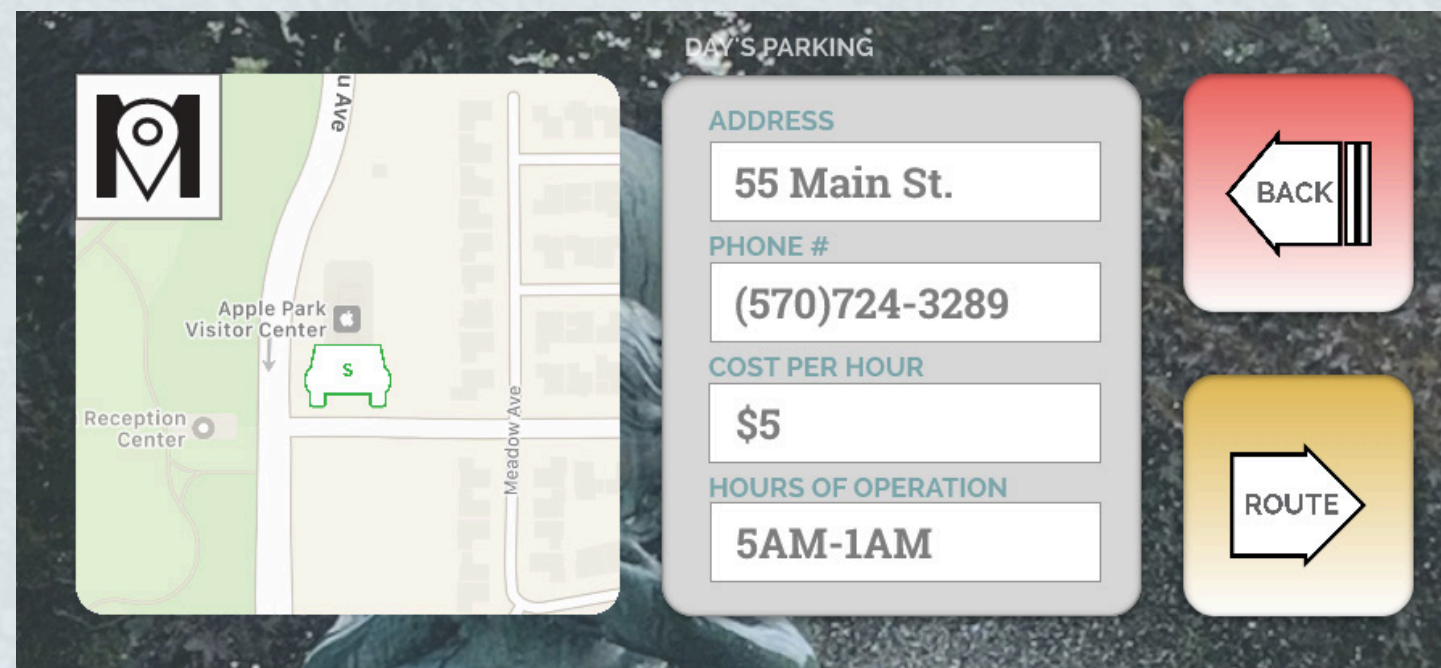 DAY'S PARKING
u Ave
Apple Park
Visitor Center
S
Reception
Center
Meadow Ave
ADDRESS
55 Main St.
PHONE #
(570)724-3289
COST PER HOUR
$5
HOURS OF OPERATION
5AM-1AM
BACK
ROUTE